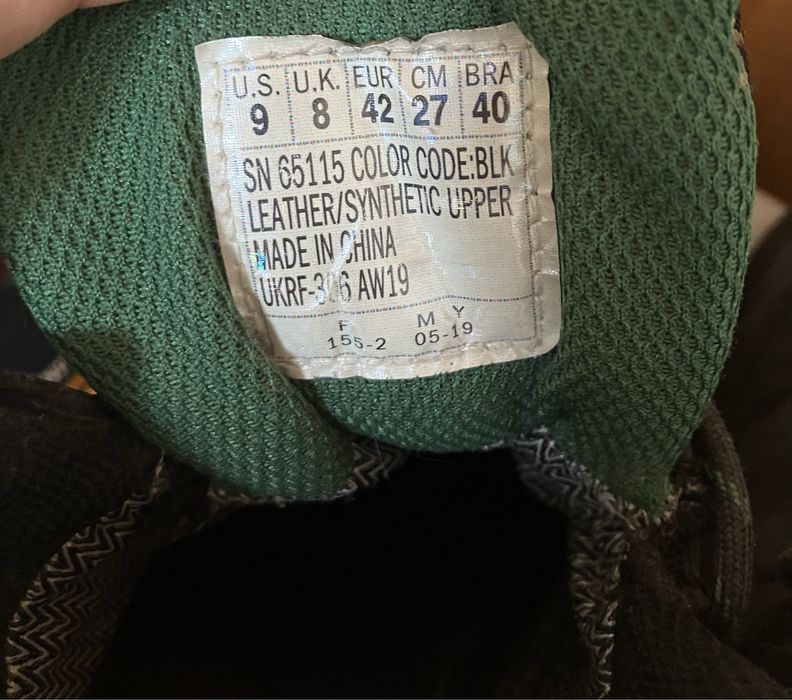 U.S. U.K. EUR CM BRA
9 8 42 27 40
SN 65115 COLOR CODE:BLK
LEATHER/SYNTHETIC UPPER
MADE IN CHINA
AW19
F M Y
155-2 05-19